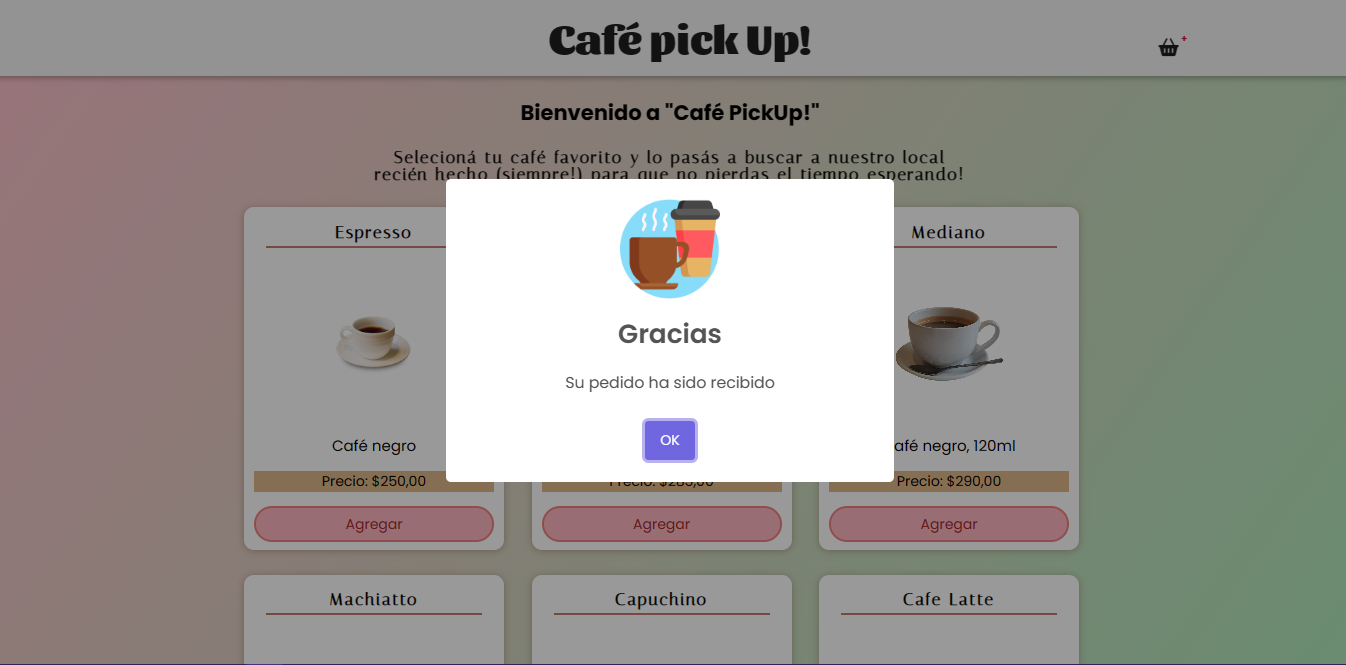 Café pick Up!
+
Bienvenido a "Café PickUp!"
Selecioná tu café favorito y lo pasás a buscar a nuestro local
recién hecho (siempre!) para que no pierdas el tiempo esperando!
Espresso
Café negro
Precio: $250,00
Agregar
Gracias
Su pedido ha sido recibido
OK
Precio: $285,00
Agregar
Mediano
afé negro, 120ml
Precio: $290,00
Agregar
Machiatto
Capuchino
Cafe Latte